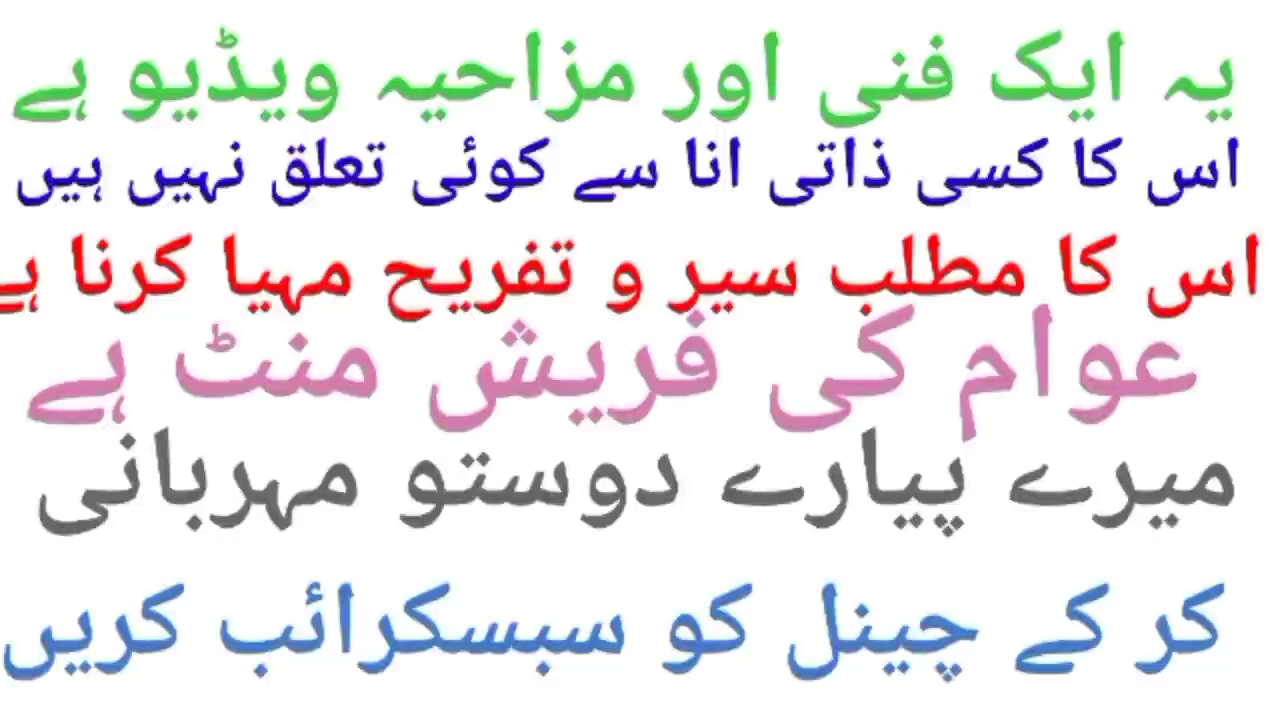 یہ ایک فنی اور مزاحیہ ویڈیو ہے
اس کا کسی ذاتی انا سے کوئی تعلق نہیں ہیں
اس کا مطلب سیر و تفریح مہیا کرنا ہے
عوام کی فریش منٹ ہے
میرے پیارے دوستو مہربانی
کر کے چینل کو سبسکرائب کریں